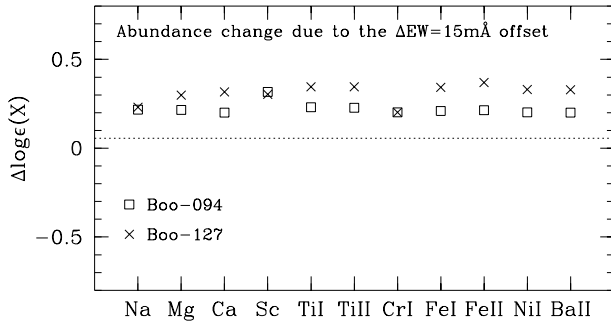 Abundance change due to the ΔEW=15mÅ offset
0.5
0
−0.5
Δlogϵ(X)
Boo−094
Boo−127
Na Mg Ca Sc TiI TiII CrI FeI FeII NiI BaII